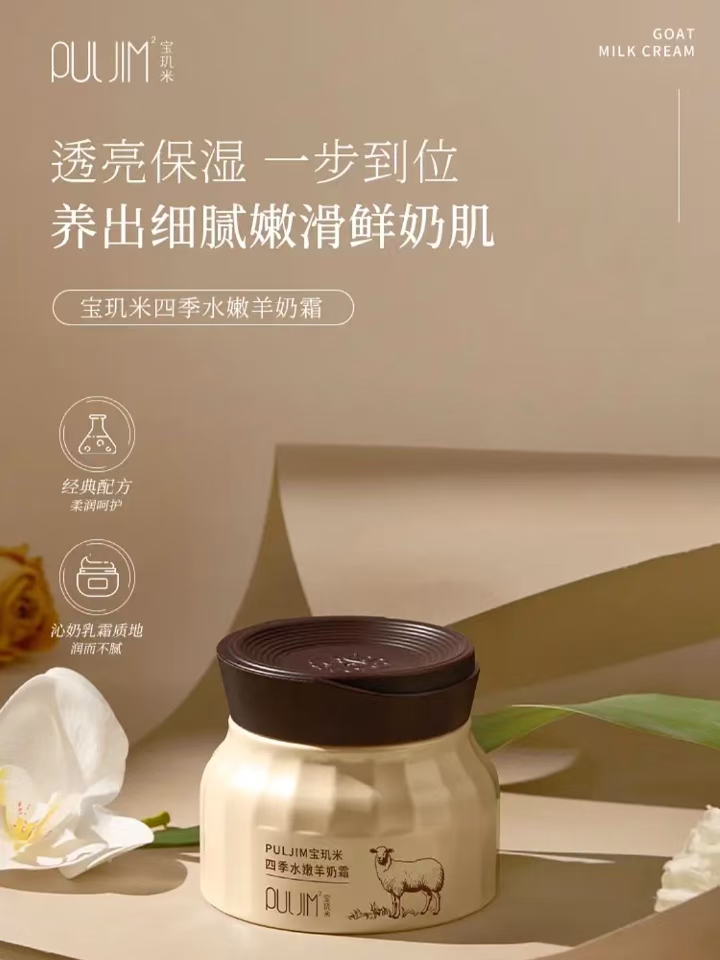 PULJIM² 宝玑米
GOAT
MILK CREAM
透亮保湿 一步到位
养出细腻嫩滑鲜奶肌
宝玑米四季水嫩羊奶霜
经典配方
柔润呵护
沁奶乳霜质地
润而不腻
PULJIM宝玑米
四季水嫩羊奶霜
PULJIM² 宝玑米